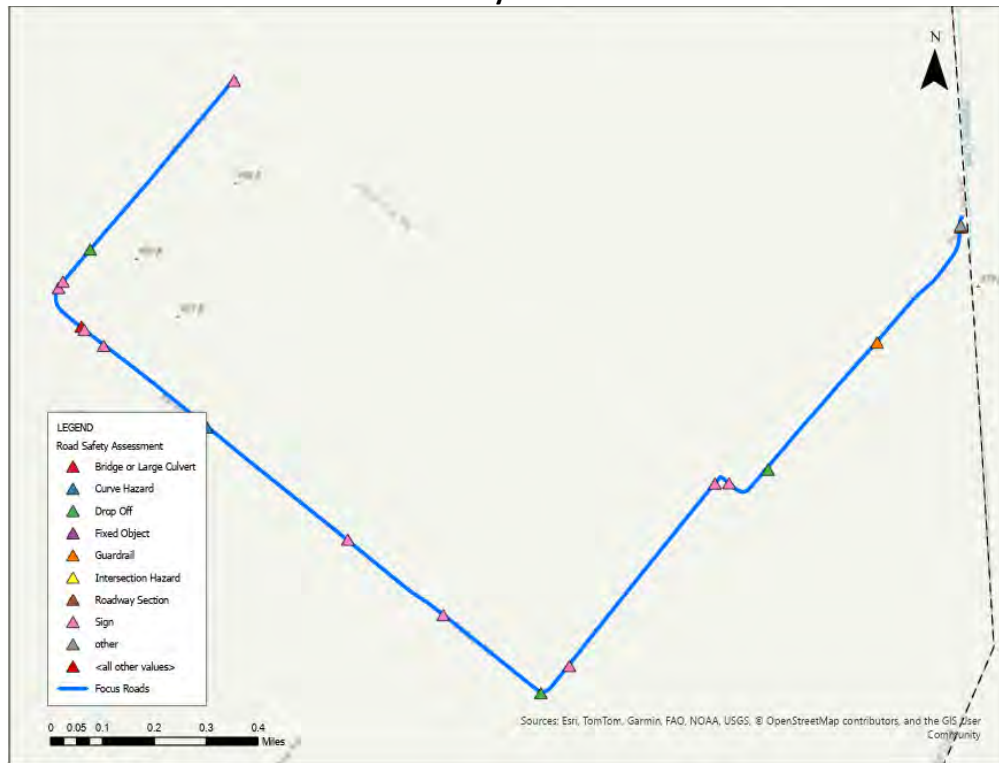 N
LEGEND
Road Safety Assessment
Bridge or Large Culvert
Curve Hazard
Drop Off
Fixed Object
Guardrail
Intersection Hazard
Roadway Section
Sign
other
<all other values>
Focus Roads
0 0.05 0.1 0.2 0.3 0.4
Miles
Sources: Esri, TomTom, Garmin, FAO, NOAA, USGS, © OpenStreetMap contributors, and the GIS User
Community